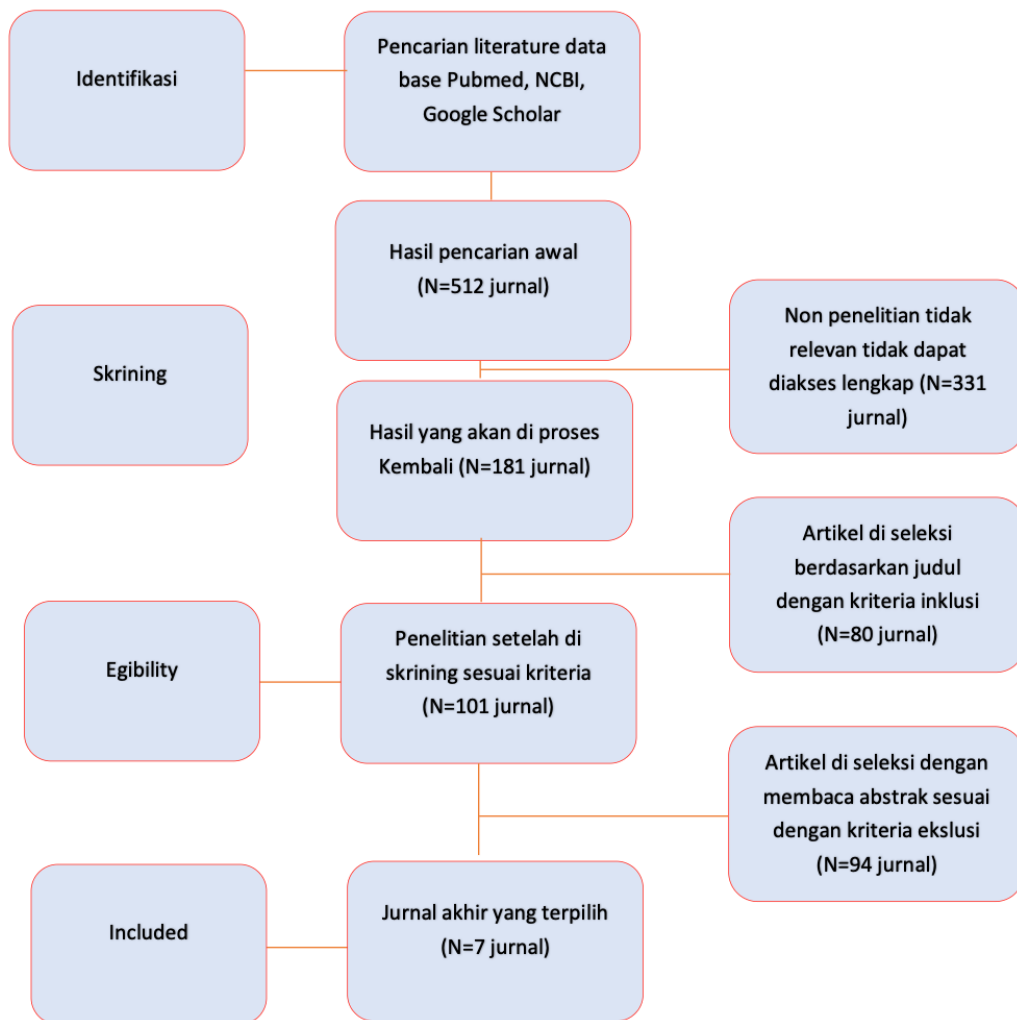 Identifikasi
Pencarian literature data
base Pubmed, NCBI,
Google Scholar
Hasil pencarian awal
(N=512 jurnal)
Skrining
Non penelitian tidak
relevan tidak dapat
diakses lengkap (N=331
jurnal)
Hasil yang akan di proses
Kembali (N=181 jurnal)
Artikel di seleksi
berdasarkan judul
dengan kriteria inklusi
(N=80 jurnal)
Egibility
Penelitian setelah di
skrining sesuai kriteria
(N=101 jurnal)
Artikel di seleksi dengan
membaca abstrak sesuai
dengan kriteria ekslusi
(N=94 jurnal)
Included
Jurnal akhir yang terpilih
(N=7 jurnal)